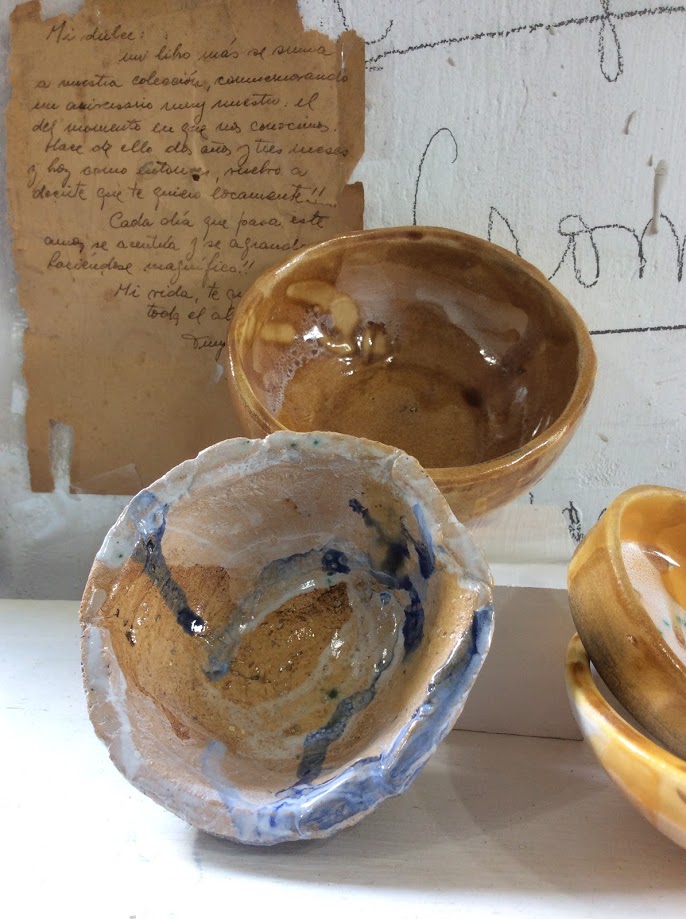 Mi dulce:
un libro más se suma
a nuestra colección, conmemorando
un aniversario muy nuestro. el
del momento en que nos conocimos.
Hace de ello dos años y tres meses
y hoy como entonces, vuelvo a
decirte que te quiero locamente!!
Cada día que pasa este
amor se acentúa y se agranda
haciéndose magnífico!!
Mi vida, te
todo el